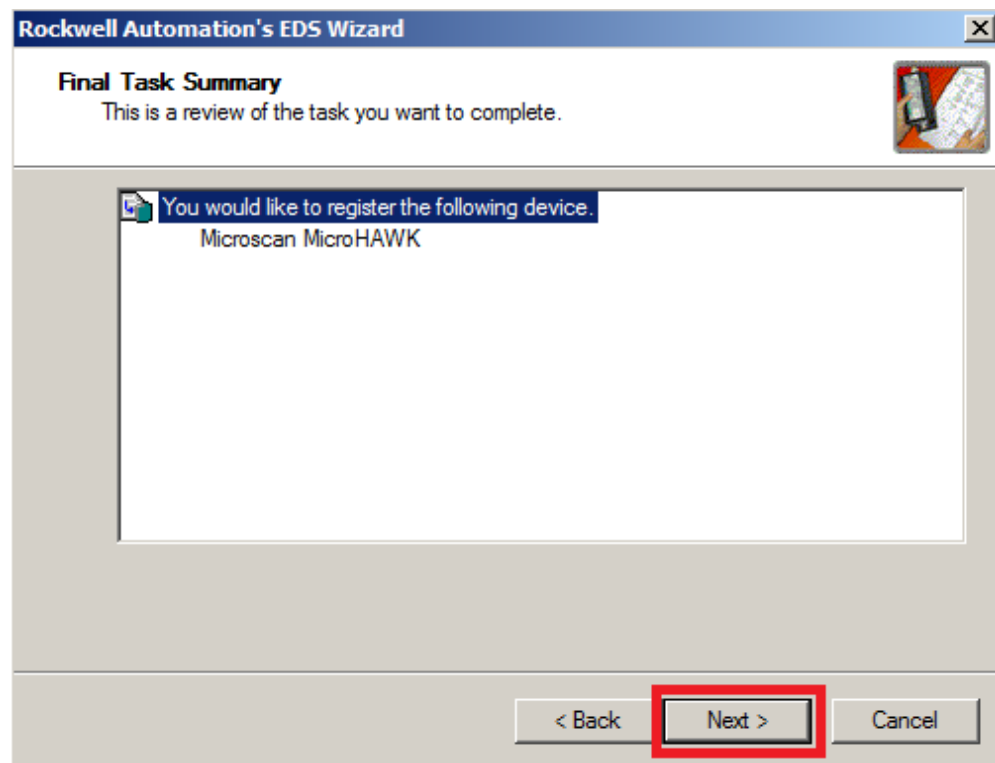 Rockwell Automation's EDS Wizard
Final Task Summary
This is a review of the task you want to complete.
You would like to register the following device.
Microscan MicroHAWK
< Back
Next >
Cancel